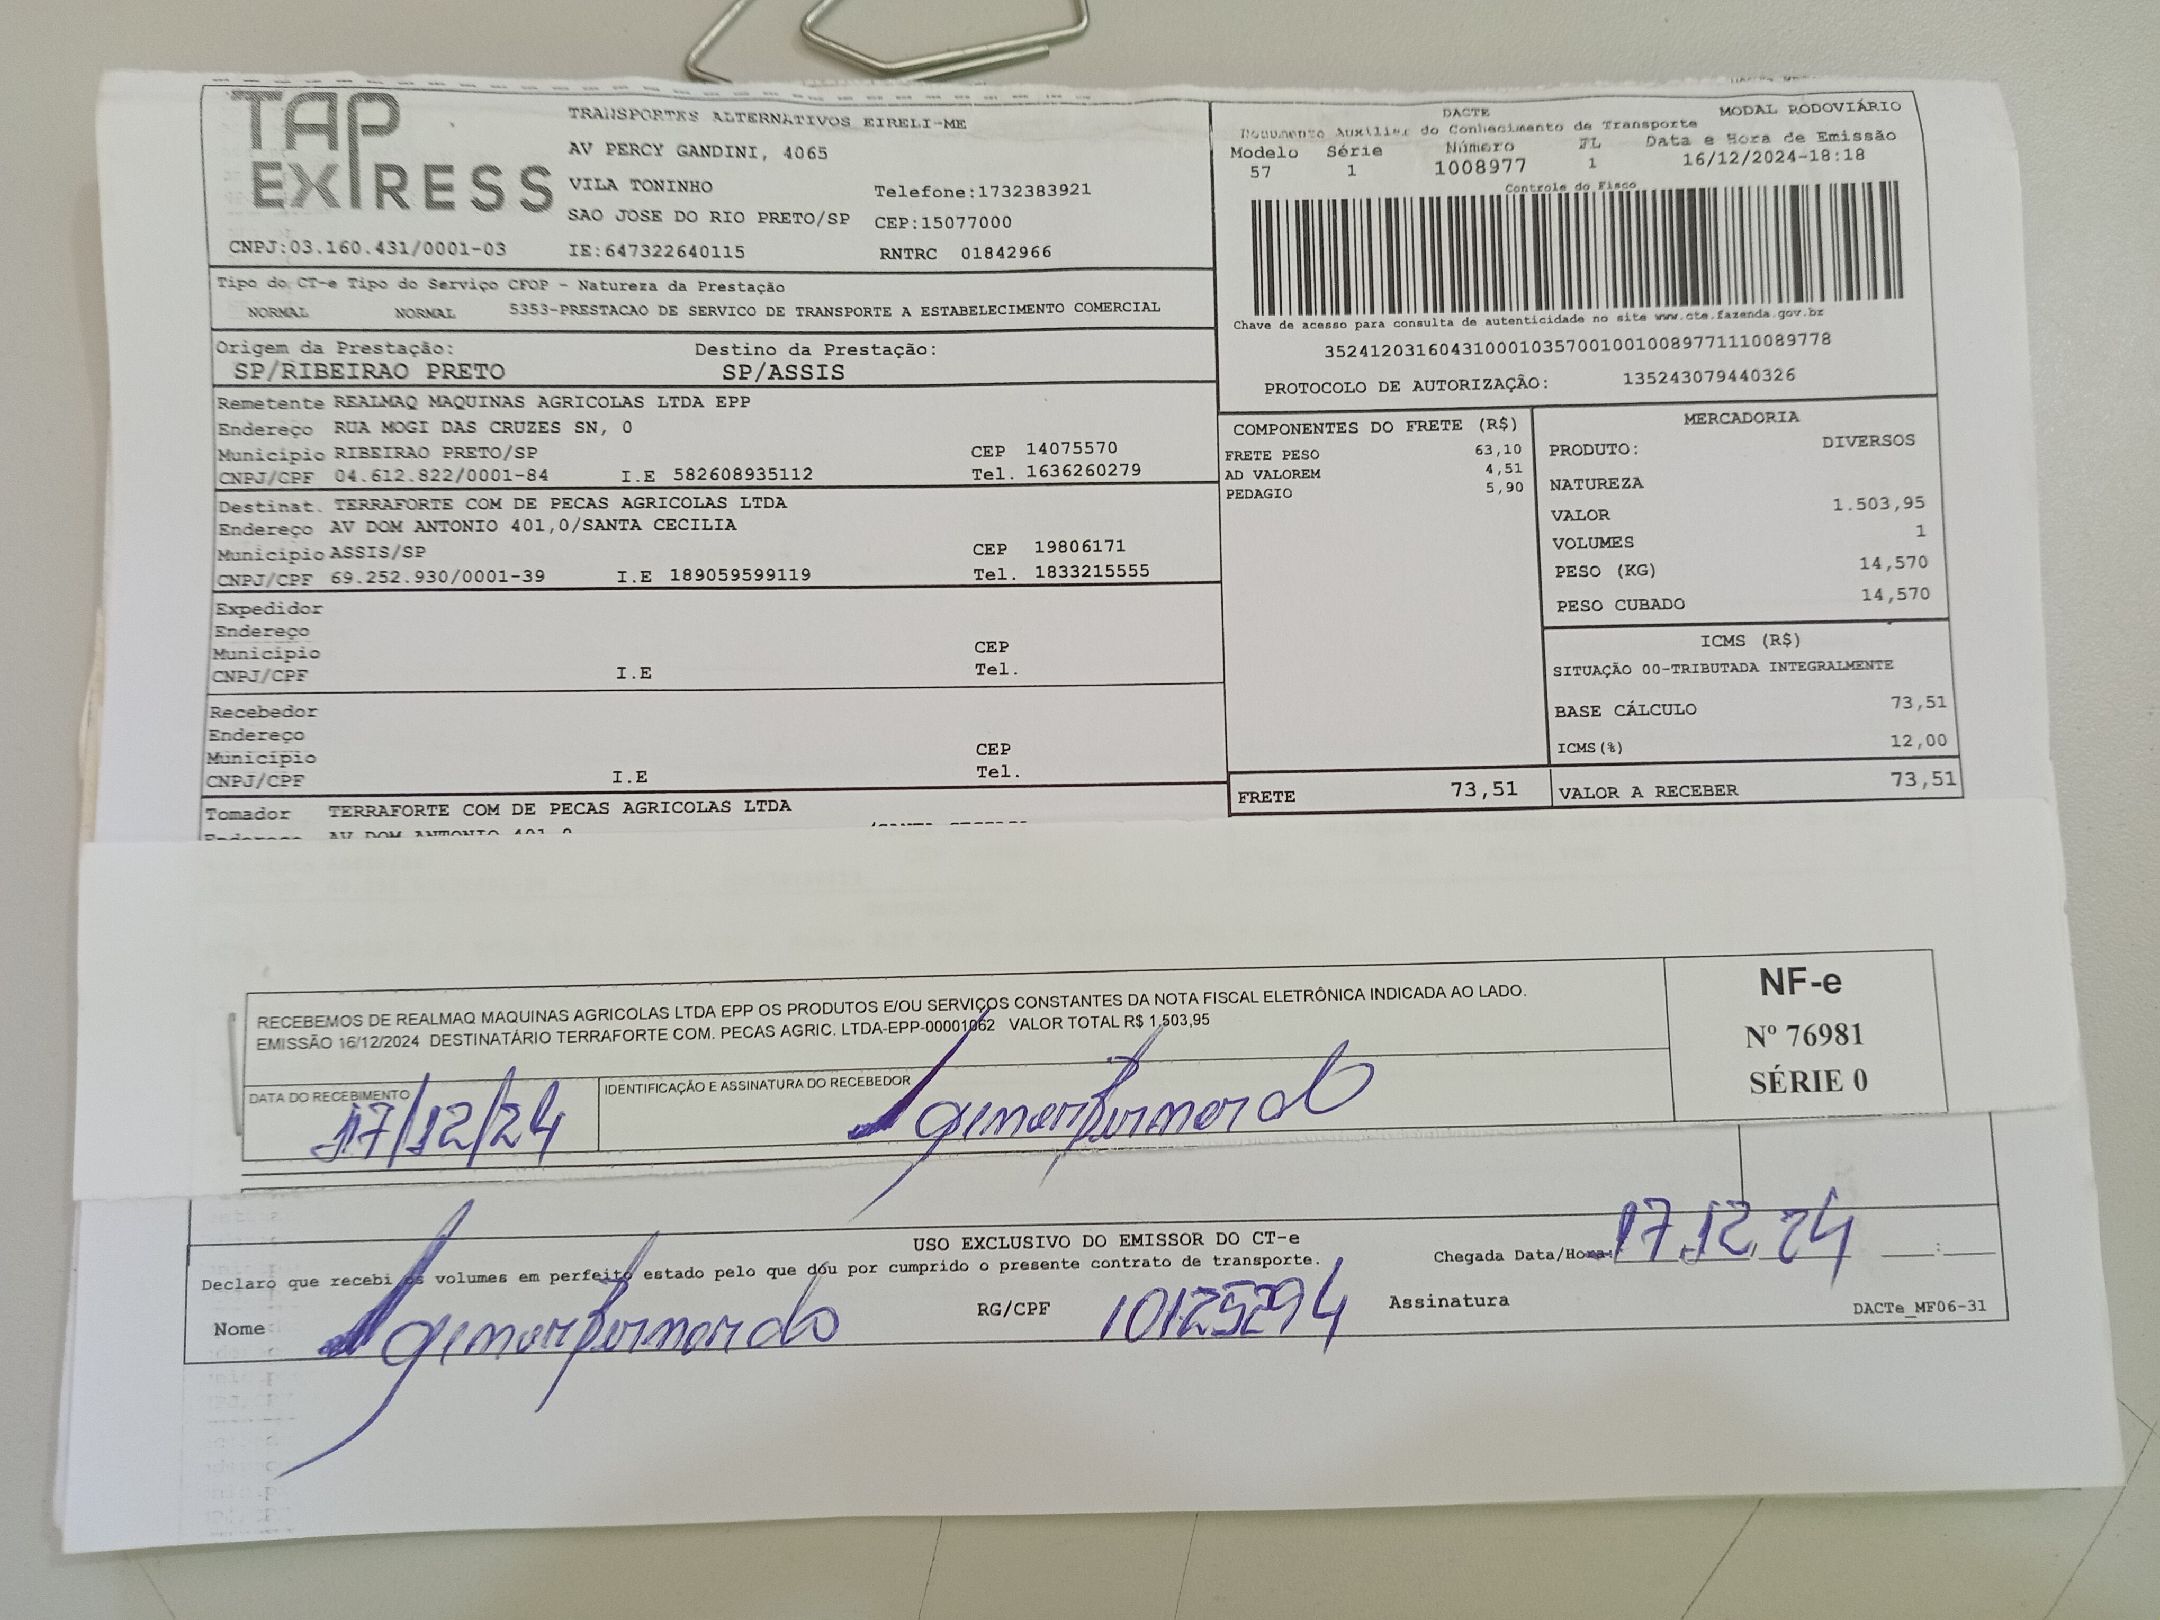 TAP EXPRESS
TRANSPORTES ALTERNATIVOS EIRELI-ME
AV PERCY GANDINI, 4065
VILA TONINHO Telefone:1732383921
SAO JOSE DO RIO PRETO/SP CEP:15077000
CNPJ:03.160.431/0001-03 IE:647322640115 RNTRC 01842966
DACTE MODAL RODOVIÁRIO
Documento Auxiliar do Conhecimento de Transporte
Modelo Série Número FL Data e Hora de Emissão
57 1 1008977 1 16/12/2024-18:18
Controle do Fisco
Chave de acesso para consulta de autenticidade no site www.cte.fazenda.gov.br
35241203160431000103570010010089771110089778
PROTOCOLO DE AUTORIZAÇÃO: 135243079440326
Tipo do CT-e Tipo do Serviço CFOP - Natureza da Prestação
NORMAL NORMAL 5353-PRESTACAO DE SERVICO DE TRANSPORTE A ESTABELECIMENTO COMERCIAL
Origem da Prestação: Destino da Prestação:
SP/RIBEIRAO PRETO SP/ASSIS
Remetente REALMAQ MAQUINAS AGRICOLAS LTDA EPP
Endereço RUA MOGI DAS CRUZES SN, 0
Municipio RIBEIRAO PRETO/SP CEP 14075570
CNPJ/CPF 04.612.822/0001-84 I.E 582608935112 Tel. 1636260279
Destinat. TERRAFORTE COM DE PECAS AGRICOLAS LTDA
Endereço AV DOM ANTONIO 401,0/SANTA CECILIA
Municipio ASSIS/SP CEP 19806171
CNPJ/CPF 69.252.930/0001-39 I.E 189059599119 Tel. 1833215555
Expedidor
Endereço
Municipio CEP
CNPJ/CPF I.E Tel.
Recebedor
Endereço
Municipio CEP
CNPJ/CPF I.E Tel.
Tomador TERRAFORTE COM DE PECAS AGRICOLAS LTDA
Endereço AV DOM ANTONIO 401,0
COMPONENTES DO FRETE (R$)
FRETE PESO 63,10
AD VALOREM 4,51
PEDAGIO 5,90
FRETE 73,51
MERCADORIA
PRODUTO: DIVERSOS
NATUREZA
VALOR 1.503,95
VOLUMES 1
PESO (KG) 14,570
PESO CUBADO 14,570
ICMS (R$)
SITUAÇÃO 00-TRIBUTADA INTEGRALMENTE
BASE CÁLCULO 73,51
ICMS(%) 12,00
VALOR A RECEBER 73,51
RECEBEMOS DE REALMAQ MAQUINAS AGRICOLAS LTDA EPP OS PRODUTOS E/OU SERVIÇOS CONSTANTES DA NOTA FISCAL ELETRÔNICA INDICADA AO LADO.
EMISSÃO 16/12/2024 DESTINATÁRIO TERRAFORTE COM. PECAS AGRIC. LTDA-EPP-00001062 VALOR TOTAL R$ 1.503,95
NF-e
Nº 76981
SÉRIE 0
DATA DO RECEBIMENTO IDENTIFICAÇÃO E ASSINATURA DO RECEBEDOR
17/12/24
USO EXCLUSIVO DO EMISSOR DO CT-e
Declaro que recebi os volumes em perfeito estado pelo que dou por cumprido o presente contrato de transporte.
Chegada Data/Hora: 17.12.24 __:__
Nome RG/CPF 10125294 Assinatura
DACTe_MF06-31